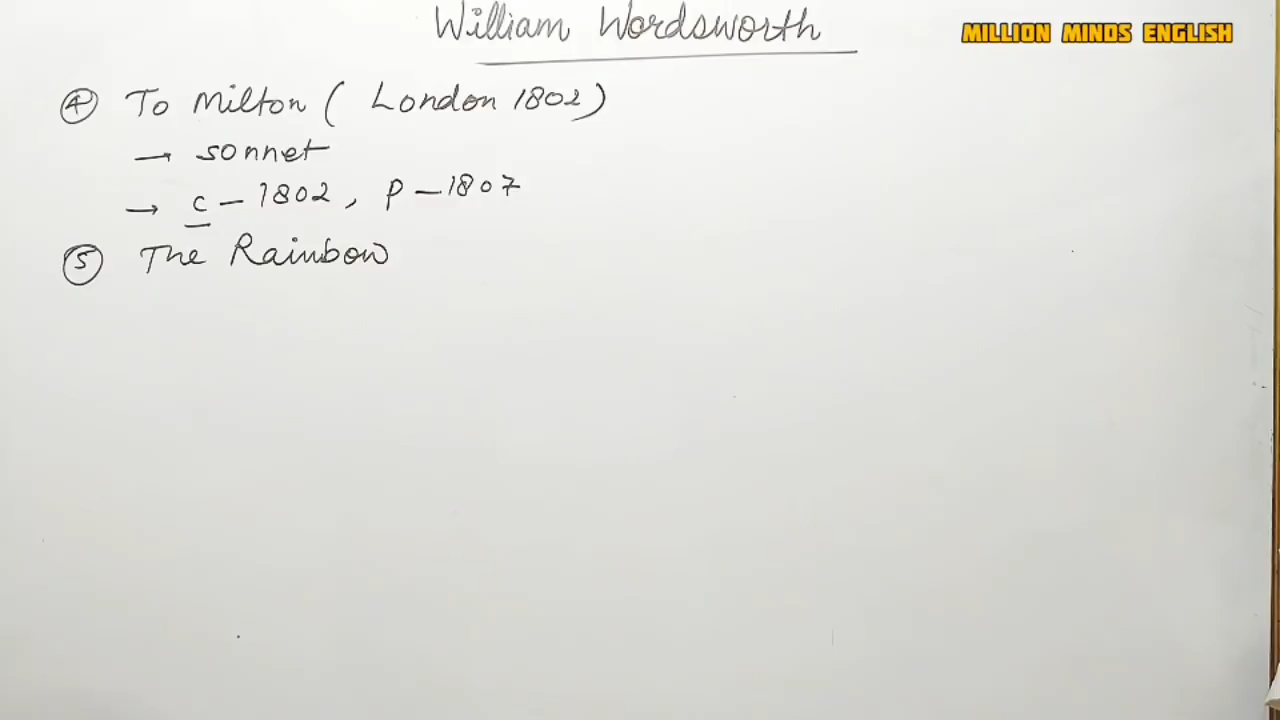 William Wordsworth
MILLION MINDS ENGLISH
④ To Milton ( London 1802)
→ sonnet
→ c - 1802, P - 1807
⑤ The Rainbow